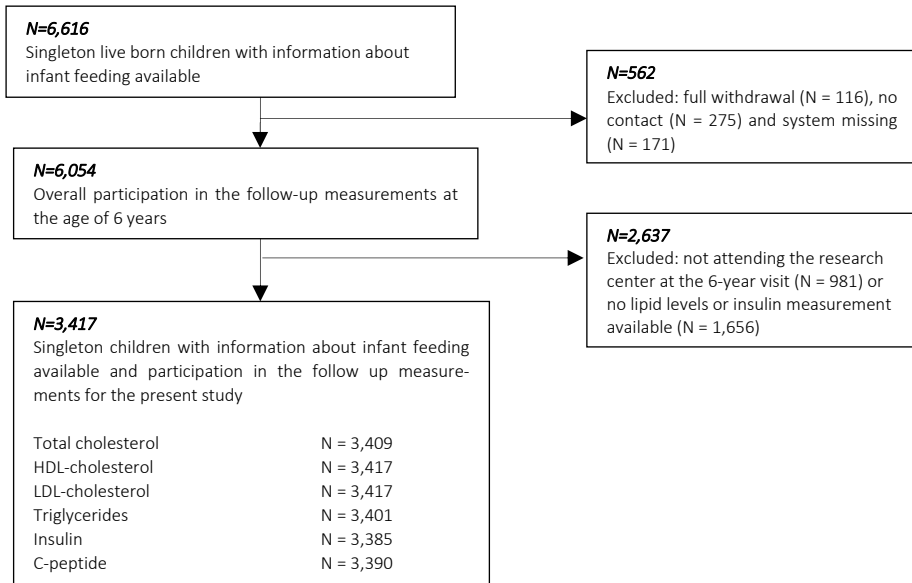 N=6,616
Singleton live born children with information about
infant feeding available
N=562
Excluded: full withdrawal (N = 116), no
contact (N = 275) and system missing
(N = 171)
N=6,054
Overall participation in the follow-up measurements at
the age of 6 years
N=2,637
Excluded: not attending the research
center at the 6-year visit (N = 981) or
no lipid levels or insulin measurement
available (N = 1,656)
N=3,417
Singleton children with information about infant feeding
available and participation in the follow up measure-
ments for the present study
Total cholesterol N = 3,409
HDL-cholesterol N = 3,417
LDL-cholesterol N = 3,417
Triglycerides N = 3,401
Insulin N = 3,385
C-peptide N = 3,390